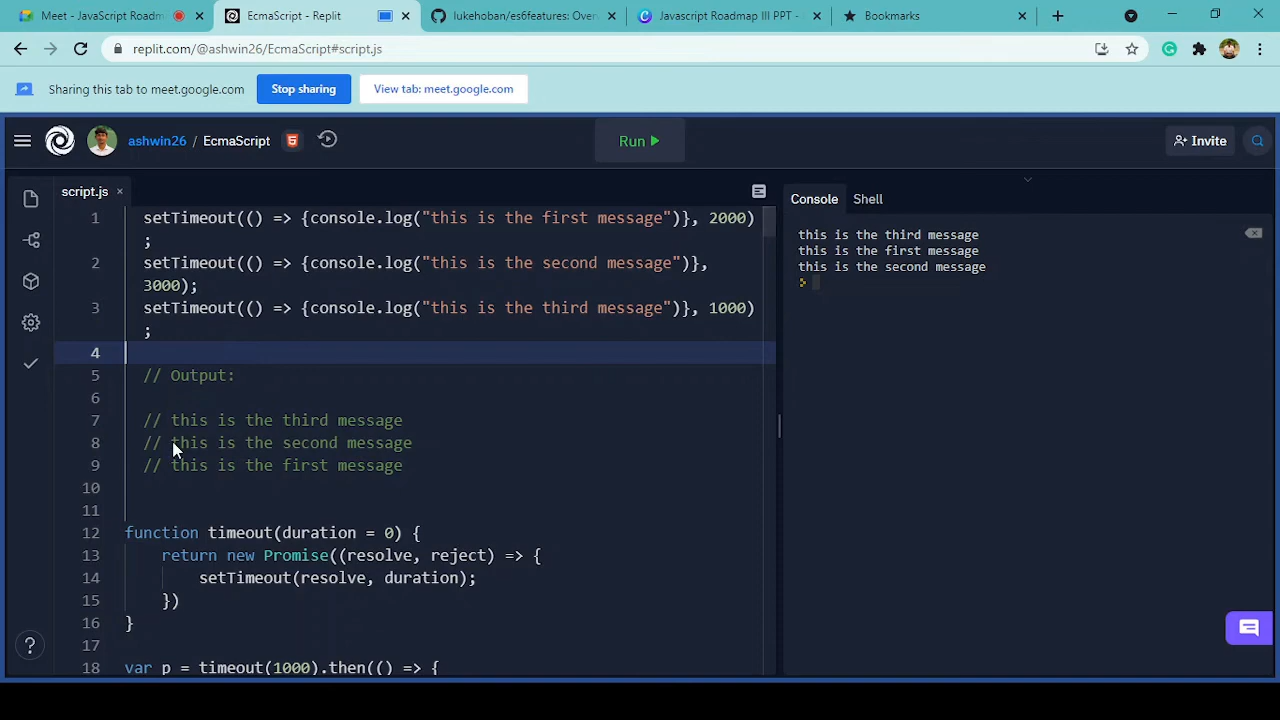 Meet - JavaScript Roadm
EcmaScript - Replit
lukehoban/es6features: Over
Javascript Roadmap III PPT -
Bookmarks
replit.com/@ashwin26/EcmaScript#script.js
Sharing this tab to meet.google.com
Stop sharing
View tab: meet.google.com
ashwin26 / EcmaScript
Run
Invite
script.js
Console
Shell
1 setTimeout(() => {console.log("this is the first message")}, 2000)
;
2 setTimeout(() => {console.log("this is the second message")},
3000);
3 setTimeout(() => {console.log("this is the third message")}, 1000)
;
4
5 // Output:
6
7 // this is the third message
8 // this is the second message
9 // this is the first message
10
11
12 function timeout(duration = 0) {
13 return new Promise((resolve, reject) => {
14 setTimeout(resolve, duration);
15 })
16 }
17
18 var p = timeout(1000).then(() => {
this is the third message
this is the first message
this is the second message